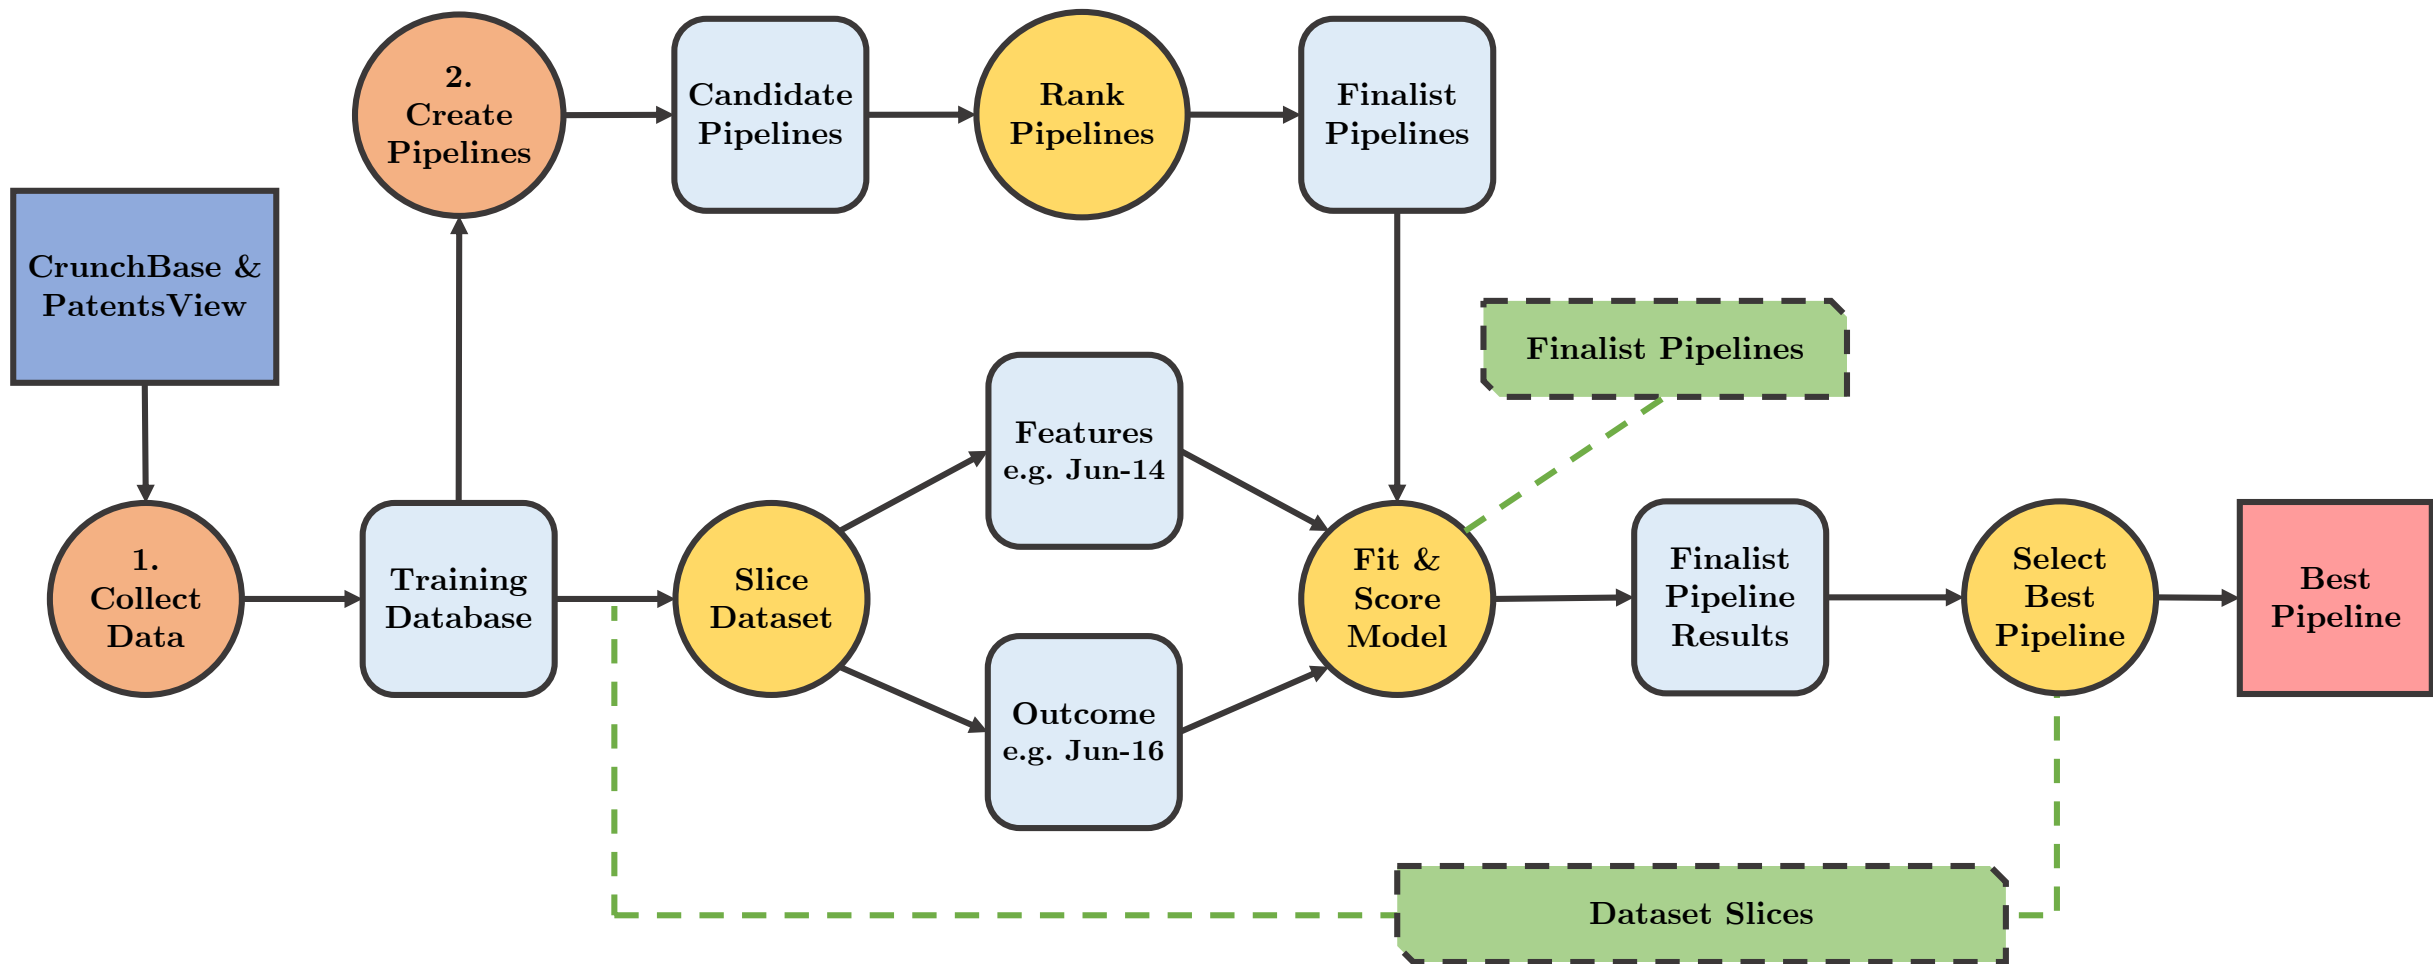 2.
Create
Pipelines
Candidate
Pipelines
Rank
Pipelines
Finalist
Pipelines
CrunchBase &
PatentsView
Finalist Pipelines
Features
e.g. Jun-14
1.
Collect
Data
Training
Database
Slice
Dataset
Fit &
Score
Model
Finalist
Pipeline
Results
Select
Best
Pipeline
Best
Pipeline
Outcome
e.g. Jun-16
Dataset Slices